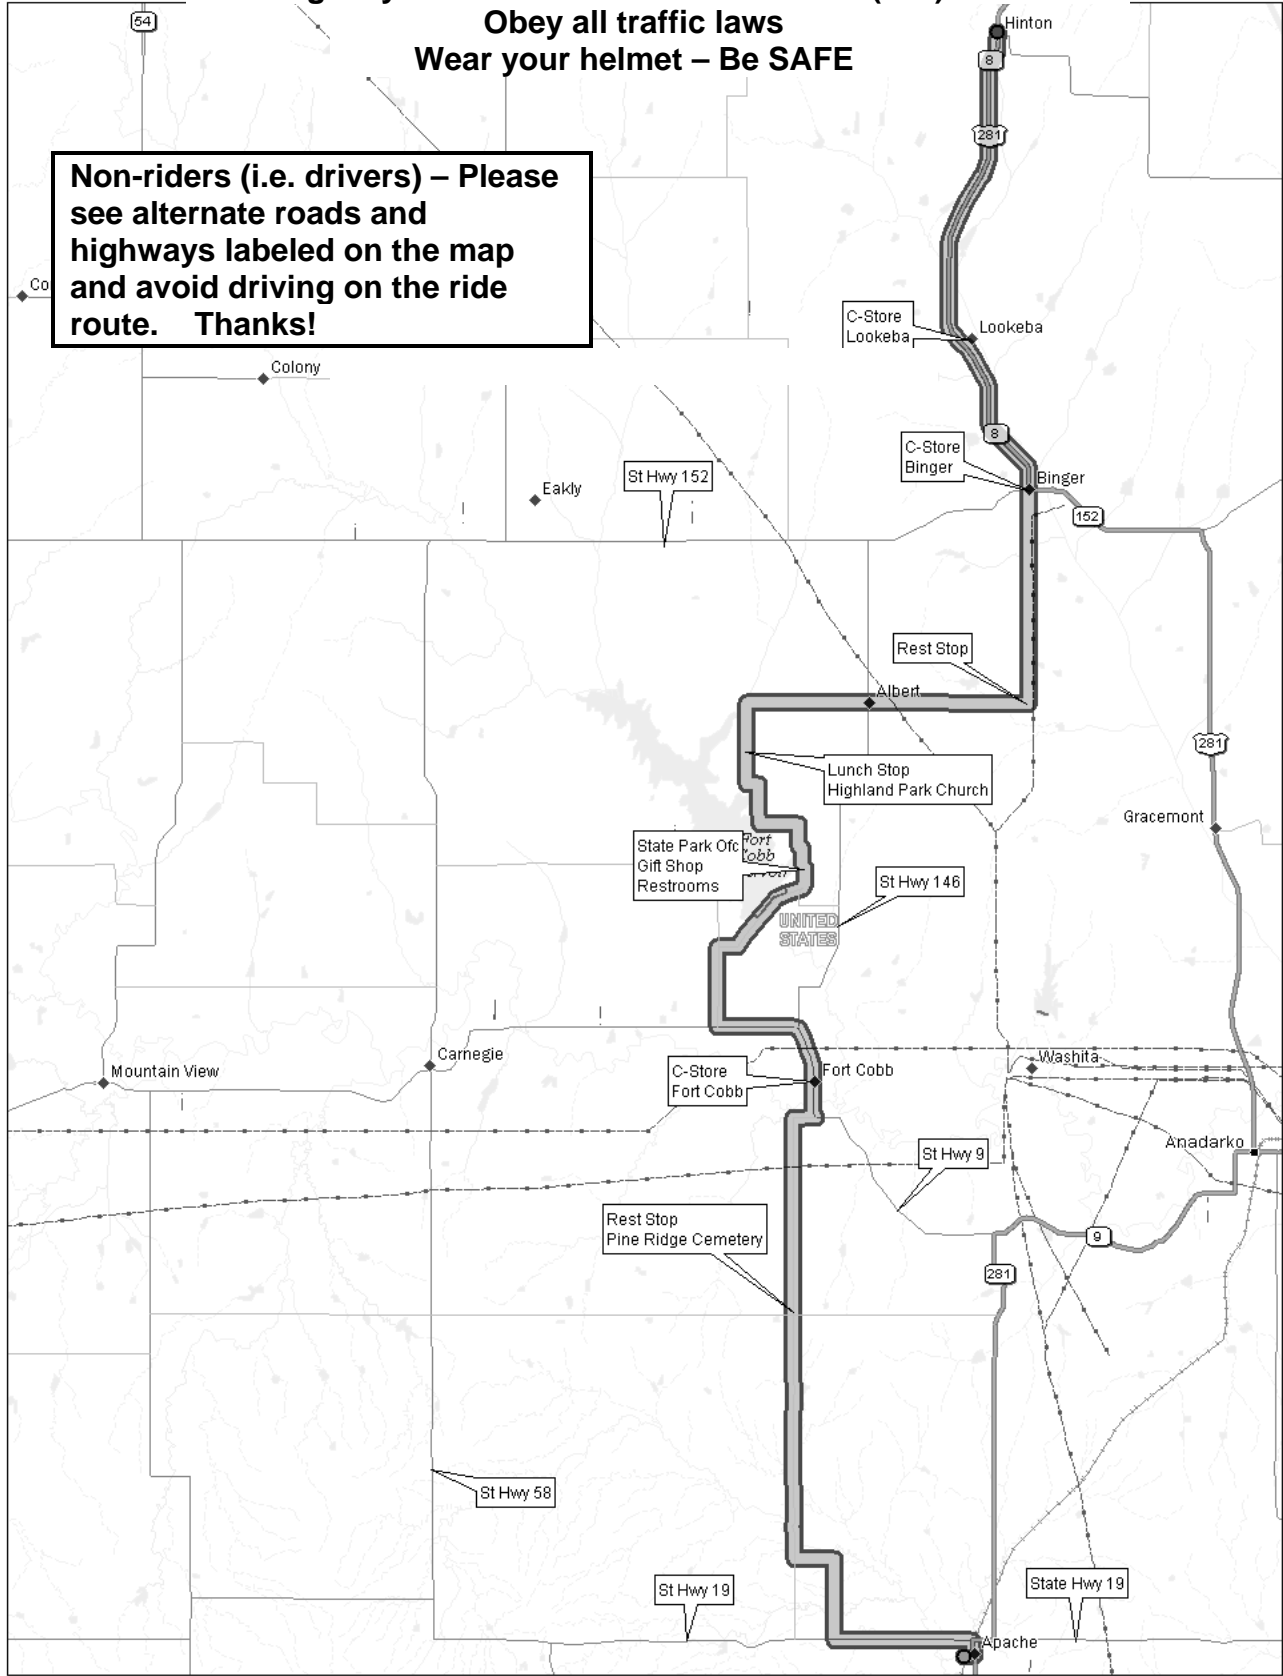 54
Obey all traffic laws
Wear your helmet – Be SAFE
Hinton
8
281
Non-riders (i.e. drivers) – Please
see alternate roads and
highways labeled on the map
and avoid driving on the ride
route. Thanks!
Co
C-Store
Lookeba
Lookeba
Colony
8
C-Store
Binger
Binger
St Hwy 152
Eakly
152
Rest Stop
Albert
281
Lunch Stop
Highland Park Church
Gracemont
State Park Ofc
Gift Shop
Restrooms
Fort
Cobb
St Hwy 146
UNITED
STATES
Carnegie
Mountain View
C-Store
Fort Cobb
Fort Cobb
Washita
Anadarko
St Hwy 9
Rest Stop
Pine Ridge Cemetery
9
281
St Hwy 58
St Hwy 19
State Hwy 19
Apache